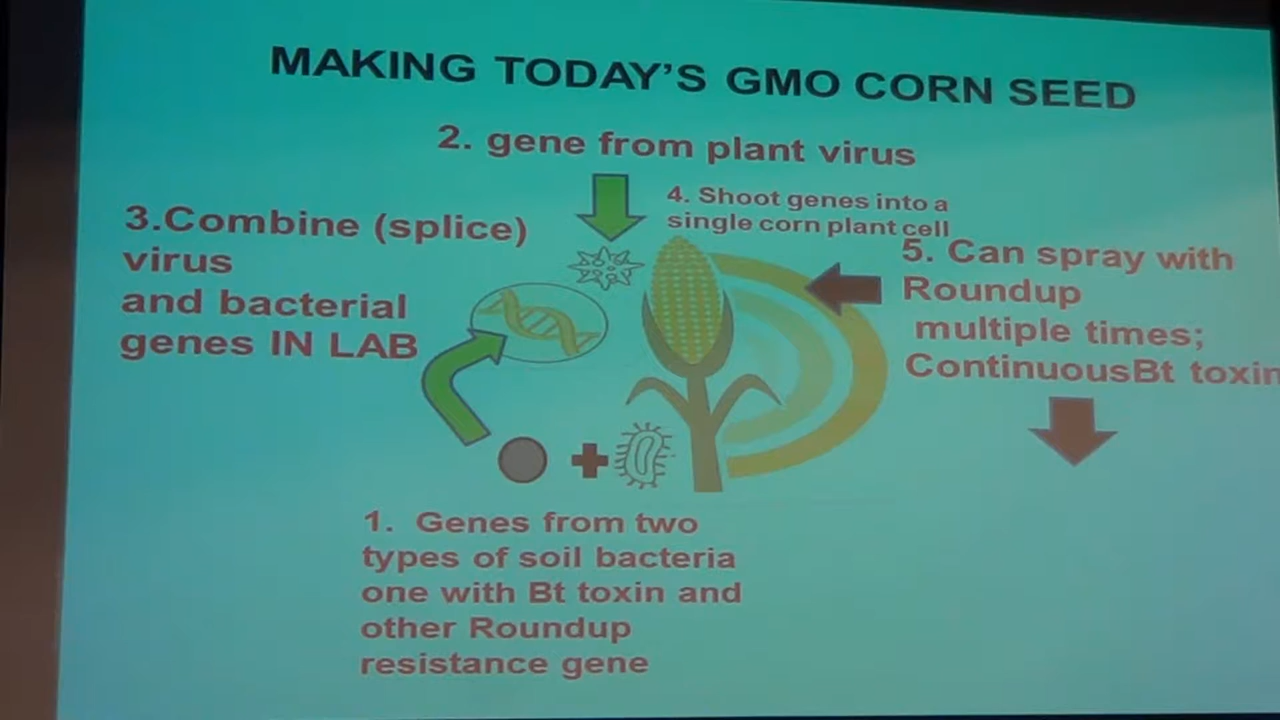 MAKING TODAY'S GMO CORN SEED
2. gene from plant virus
4. Shoot genes into a
single corn plant cell
3.Combine (splice)
virus
and bacterial
genes IN LAB
5. Can spray with
Roundup
multiple times;
ContinuousBt toxin
1. Genes from two
types of soil bacteria
one with Bt toxin and
other Roundup
resistance gene